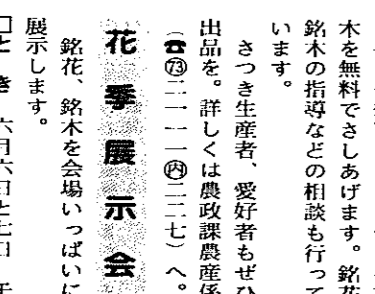 木を無料でさしあげます。銘花
銘木の指導などの相談も行って
います。
さつき生産者、愛好者もぜひ
出品を。詳しくは農政課農産係
(☎73二一一一内二二七)へ。
花季展示会
銘花、銘木を会場いっぱいに
展示します。
□とき 六月六日と七日